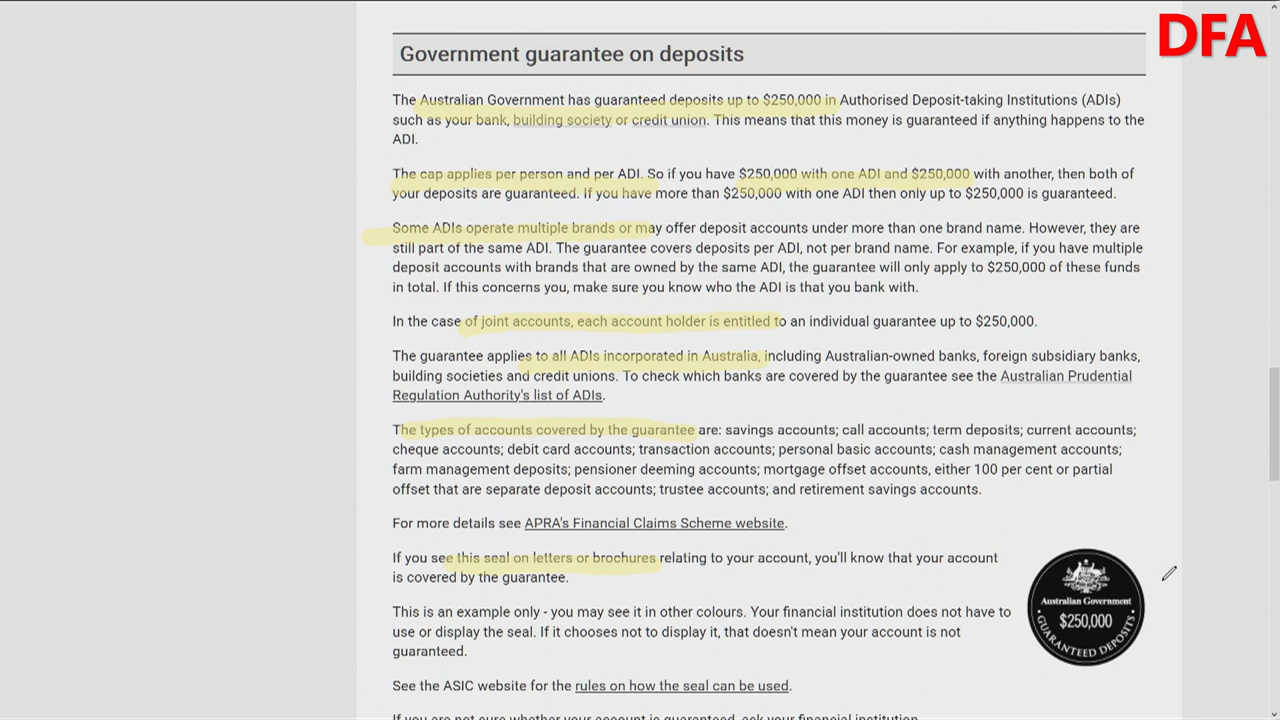 DFA
Government guarantee on deposits
The Australian Government has guaranteed deposits up to $250,000 in Authorised Deposit-taking Institutions (ADIs)
such as your bank, building society or credit union. This means that this money is guaranteed if anything happens to the
ADI.
The cap applies per person and per ADI. So if you have $250,000 with one ADI and $250,000 with another, then both of
your deposits are guaranteed. If you have more than $250,000 with one ADI then only up to $250,000 is guaranteed.
Some ADIs operate multiple brands or may offer deposit accounts under more than one brand name. However, they are
still part of the same ADI. The guarantee covers deposits per ADI, not per brand name. For example, if you have multiple
deposit accounts with brands that are owned by the same ADI, the guarantee will only apply to $250,000 of these funds
in total. If this concerns you, make sure you know who the ADI is that you bank with.
In the case of joint accounts, each account holder is entitled to an individual guarantee up to $250,000.
The guarantee applies to all ADIs incorporated in Australia, including Australian-owned banks, foreign subsidiary banks,
building societies and credit unions. To check which banks are covered by the guarantee see the Australian Prudential
Regulation Authority's list of ADIs.
The types of accounts covered by the guarantee are: savings accounts; call accounts; term deposits; current accounts;
cheque accounts; debit card accounts; transaction accounts; personal basic accounts; cash management accounts;
farm management deposits; pensioner deeming accounts; mortgage offset accounts, either 100 per cent or partial
offset that are separate deposit accounts; trustee accounts; and retirement savings accounts.
For more details see APRA's Financial Claims Scheme website.
If you see this seal on letters or brochures relating to your account, you'll know that your account
is covered by the guarantee.
This is an example only - you may see it in other colours. Your financial institution does not have to
use or display the seal. If it chooses not to display it, that doesn't mean your account is not
guaranteed.
Australian Government
$250,000
GUARANTEED DEPOSITS
See the ASIC website for the rules on how the seal can be used.
If you are not sure whether your account is guaranteed, ask your financial institution.